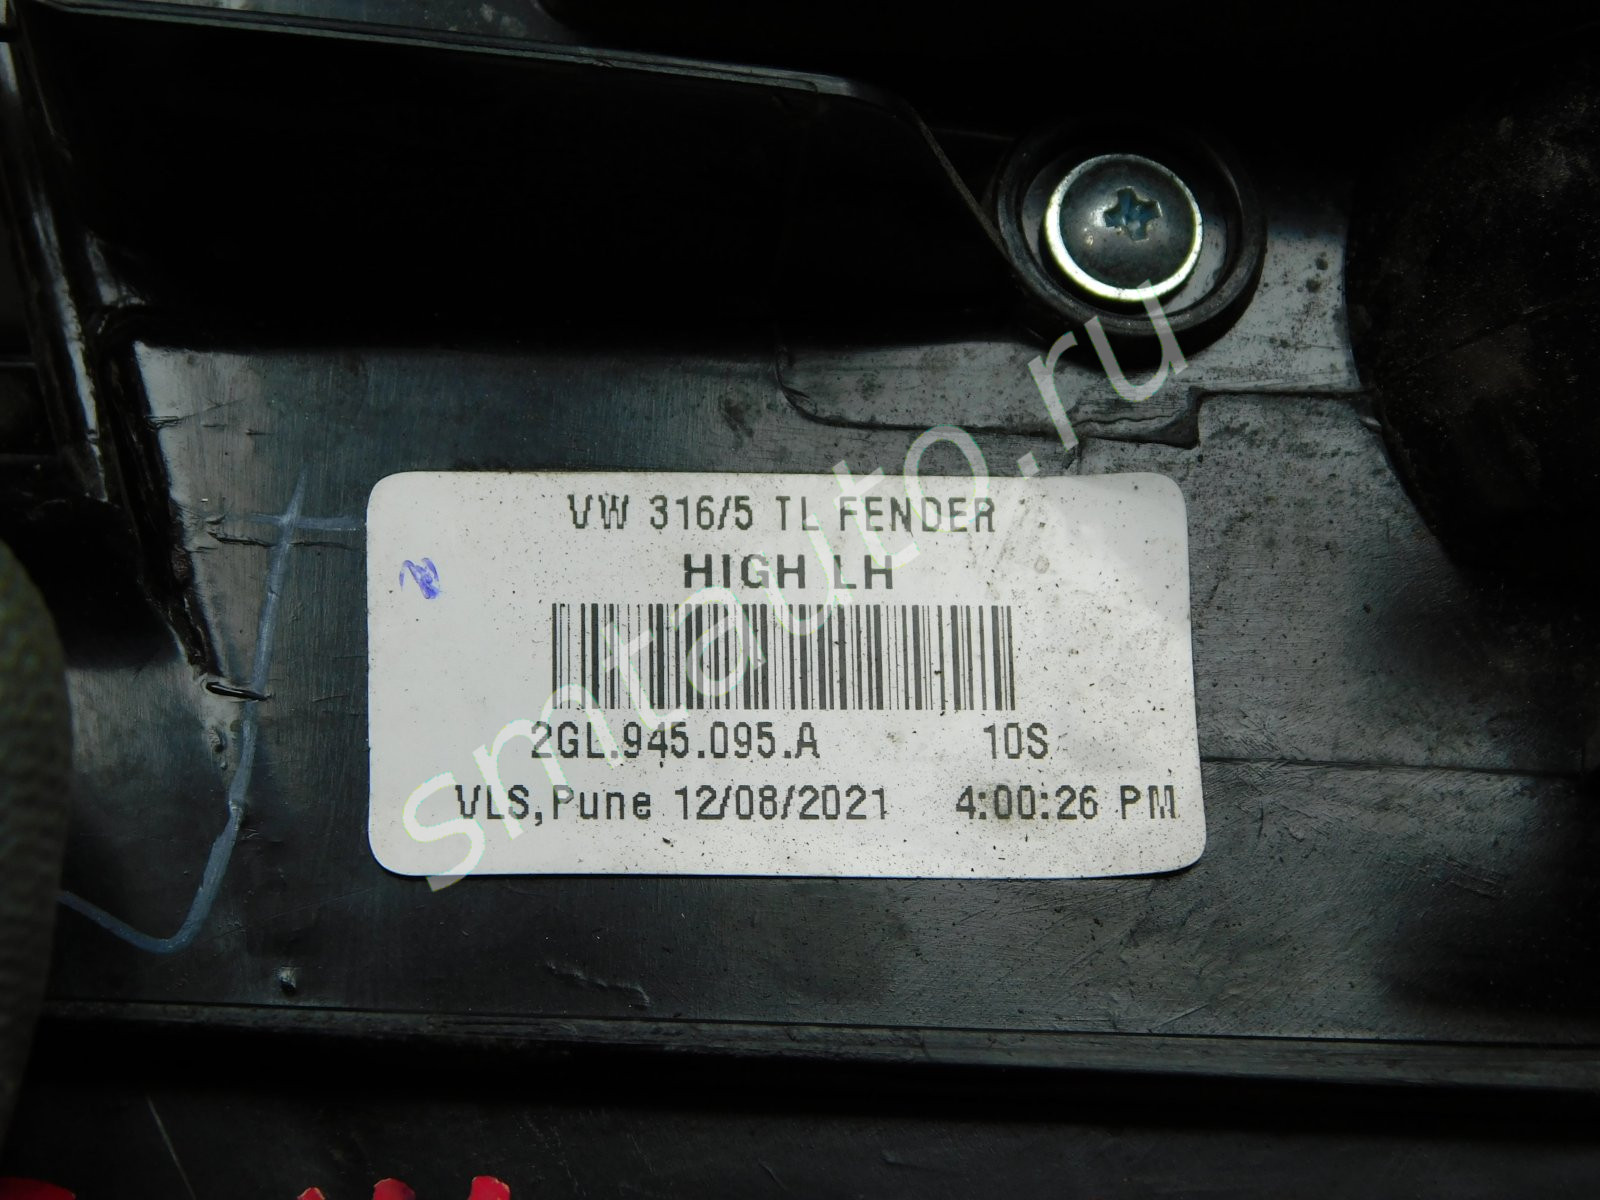 VW 316/5 TL FENDER
HIGH LH
2GL.945.095.A 10S
VLS,Pune 12/08/2021 4:00:26 PM
smtauto.ru